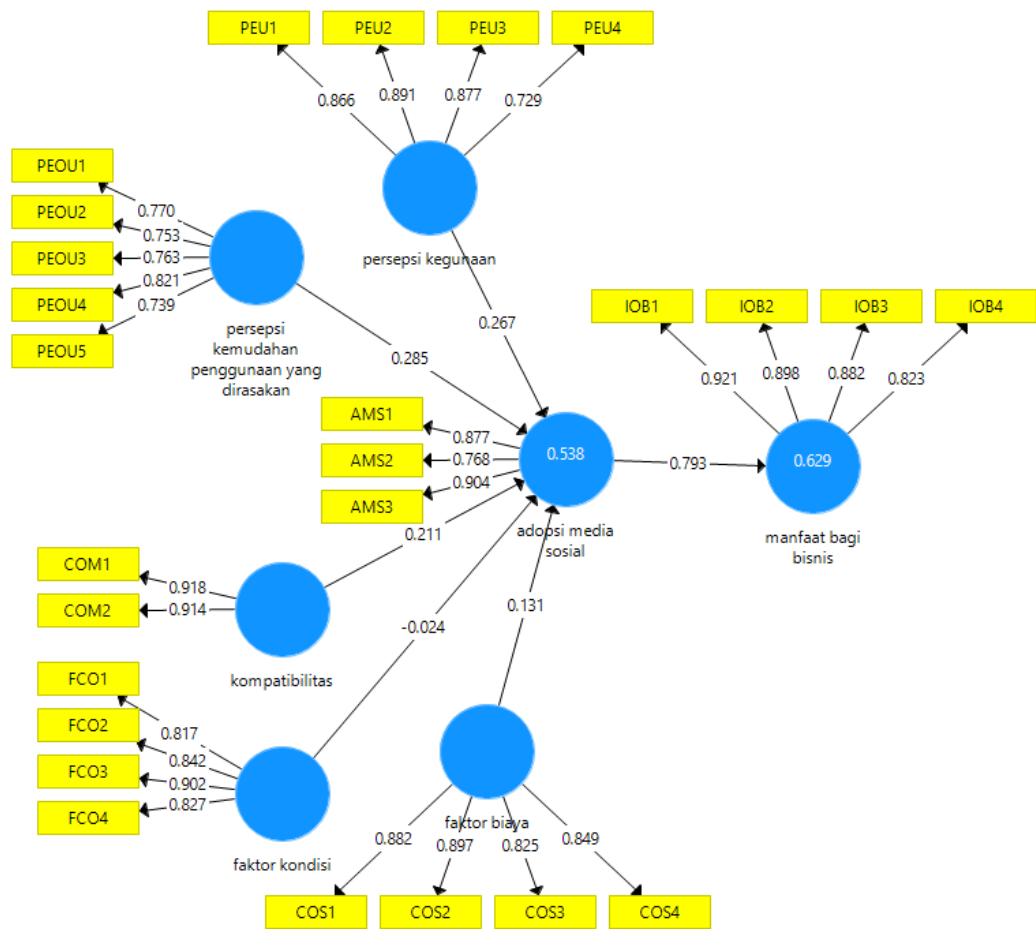 PEU1
PEU2
PEU3
PEU4
0.866
0.891
0.877
0.729
persepsi kegunaan
PEOU1
PEOU2
PEOU3
PEOU4
PEOU5
0.770
0.753
0.763
0.821
0.739
persepsi
kemudahan
penggunaan yang
dirasakan
0.267
0.285
IOB1
IOB2
IOB3
IOB4
0.921
0.898
0.882
0.823
AMS1
AMS2
AMS3
0.877
0.768
0.904
0.538
adopsi media
sosial
0.793
0.629
manfaat bagi
bisnis
0.211
COM1
COM2
0.918
0.914
kompatibilitas
-0.024
0.131
FCO1
FCO2
FCO3
FCO4
0.817
0.842
0.902
0.827
faktor kondisi
faktor biaya
0.882
0.897
0.825
0.849
COS1
COS2
COS3
COS4